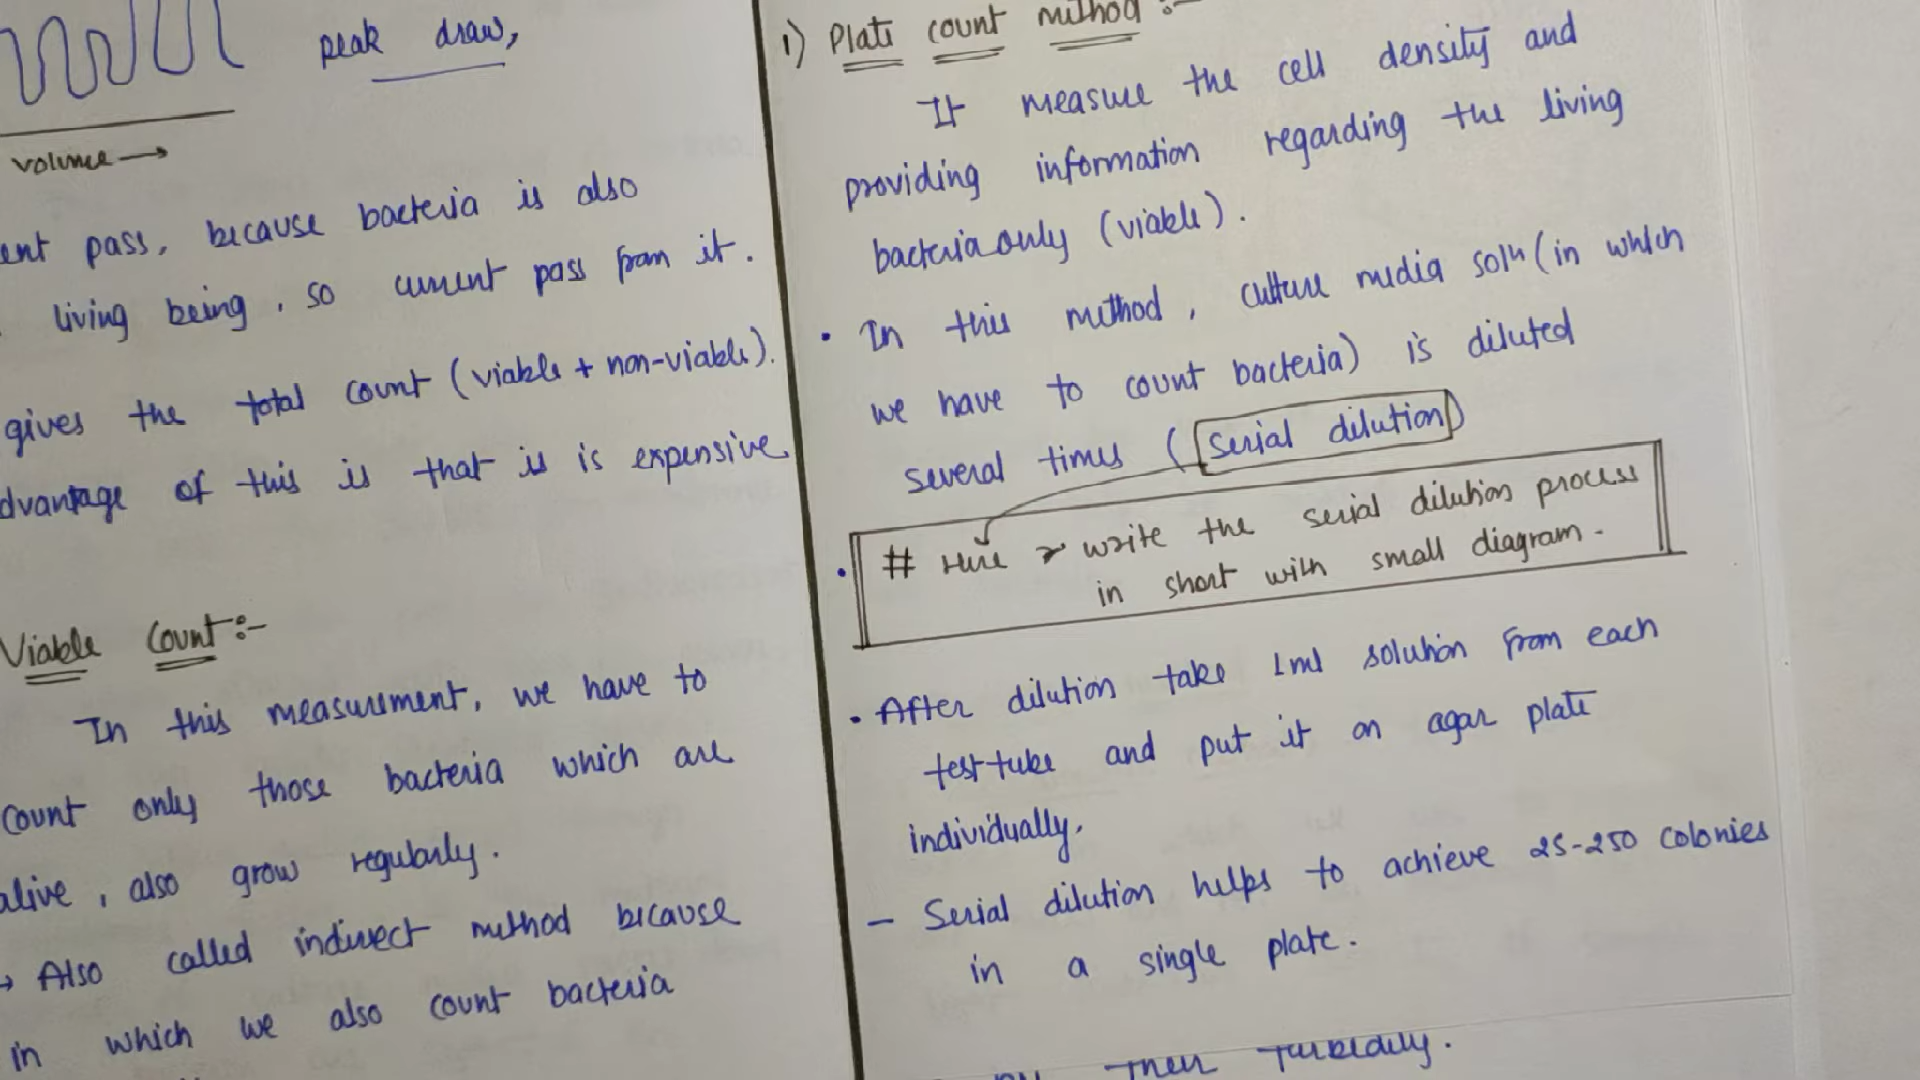 peak draw,
volume →
ent pass, because bacteria is also
living being, so current pass from it.
gives the total count (viable + non-viable).
dvantage of this is that is is expensive
Viable Count:-
In this measurement, we have to
count only those bacteria which are
alive, also grow regularly.
→ Also called indirect method because
in which we also count bacteria
1) Plate count method :-
It measure the cell density and
providing information regarding the living
bacteria only (viable).
• In this method, culture media solⁿ (in which
we have to count bacteria) is diluted
several times (serial dilution)
• # Here → write the serial dilution process
in short with small diagram.
• After dilution take 1ml solution from each
test tube and put it on agar plate
individually.
- Serial dilution helps to achieve 25-250 colonies
in a single plate.
then turbidity.